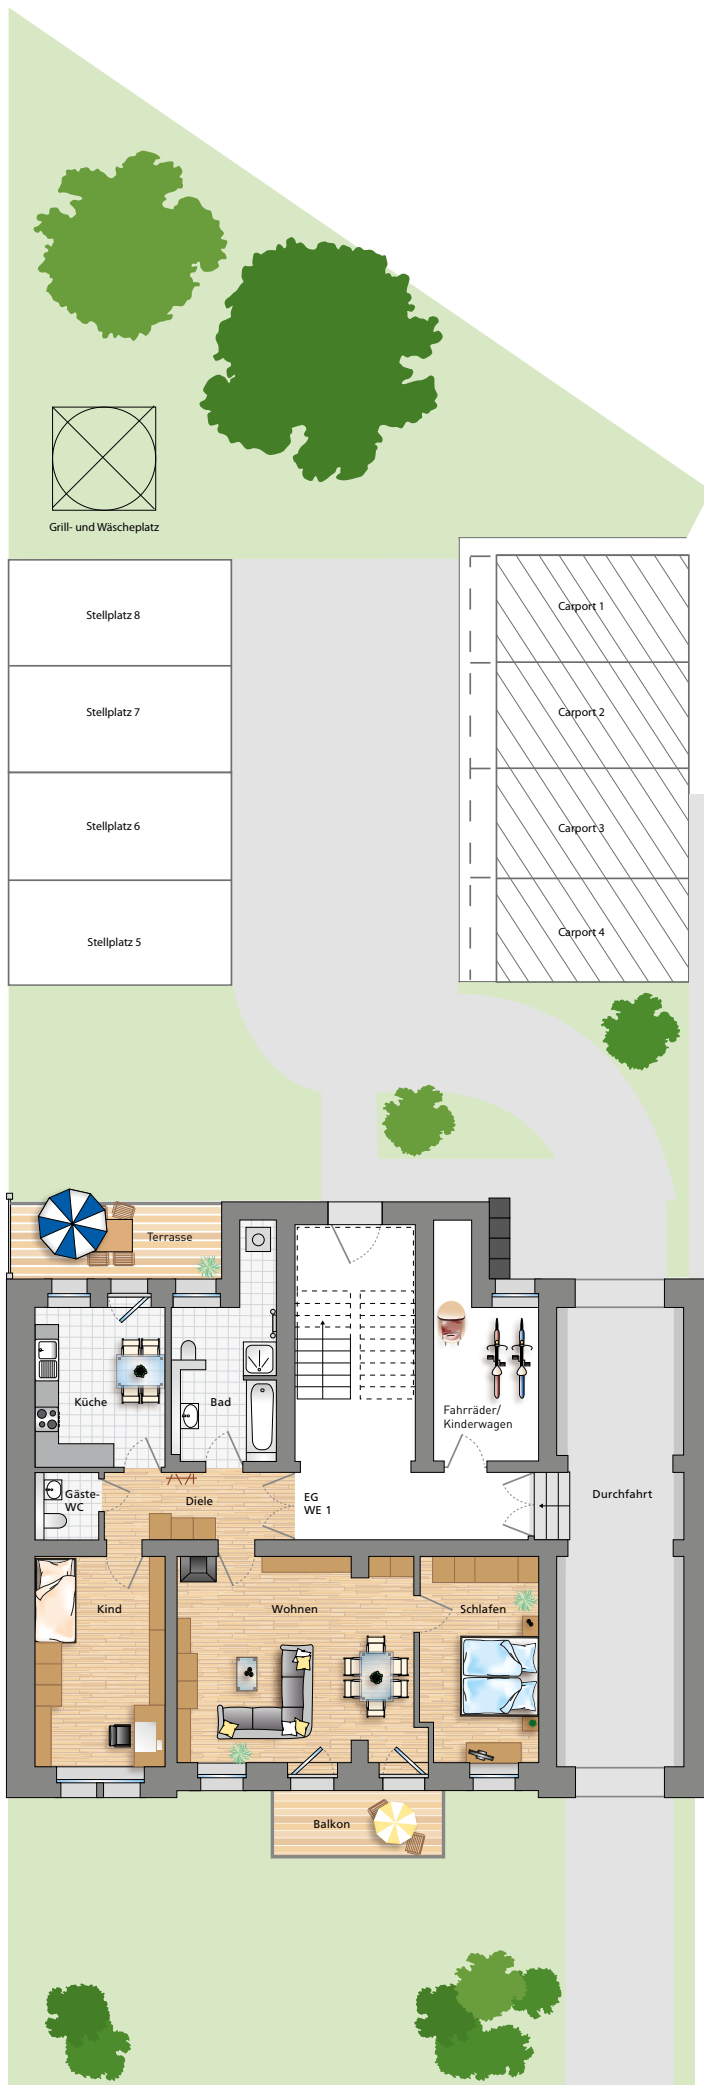 Grill- und Wäscheplatz
Stellplatz 8
Carport 1
Stellplatz 7
Carport 2
Stellplatz 6
Carport 3
Stellplatz 5
Carport 4
Terrasse
Küche
Bad
Fahrräder/
Kinderwagen
Gäste-
WC
Diele
EG
WE 1
Durchfahrt
Kind
Wohnen
Schlafen
Balkon